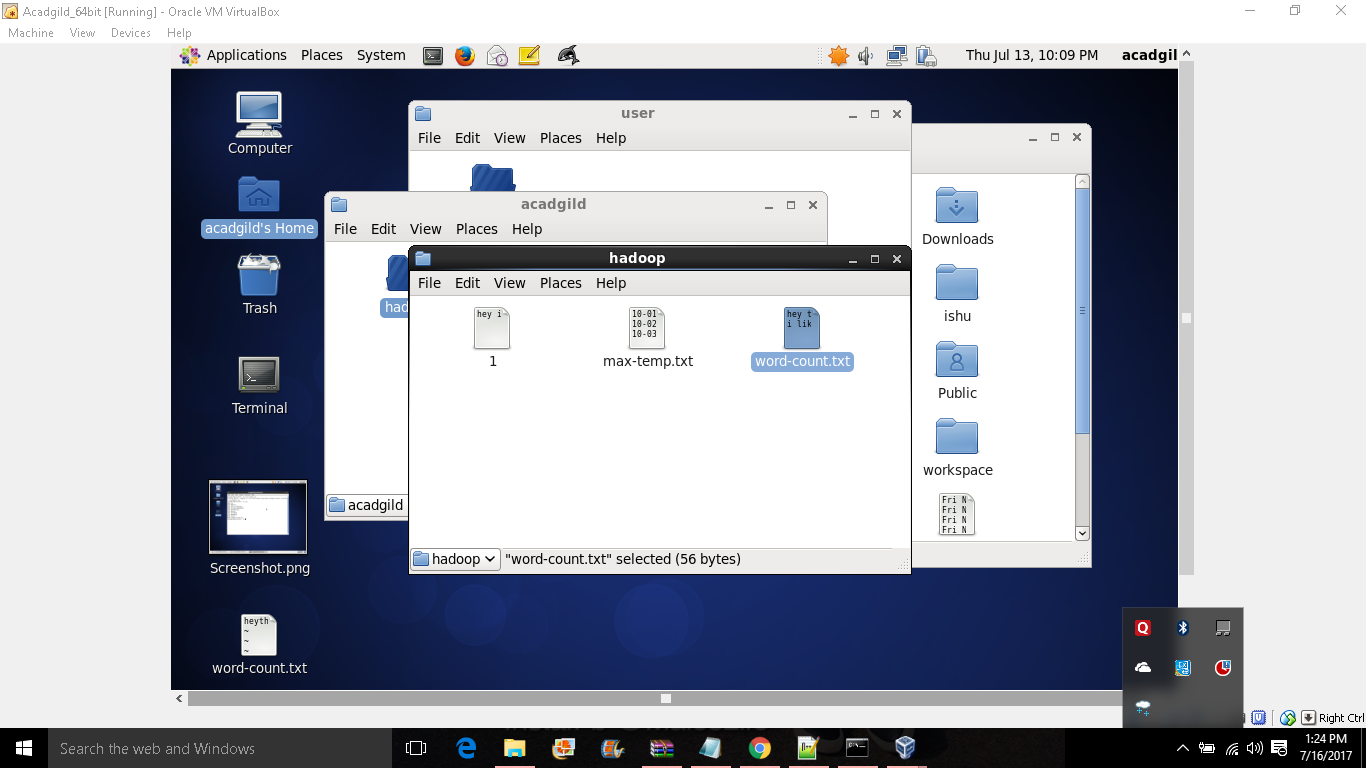 Acadgild_64bit [Running] - Oracle VM VirtualBox
Machine View Devices Help
Applications Places System Thu Jul 13, 10:09 PM acadgil
Computer
acadgild's Home
Trash
Terminal
Screenshot.png
heyth
~
~
~
word-count.txt
user
File Edit View Places Help
acadgild
File Edit View Places Help
had
acadgild
hadoop
File Edit View Places Help
hey i
1
10-01
10-02
10-03
max-temp.txt
hey t
i lik
word-count.txt
hadoop "word-count.txt" selected (56 bytes)
Downloads
ishu
Public
workspace
Fri N
Fri N
Fri N
Fri N
Q
Right Ctrl
Search the web and Windows
1:24 PM
7/16/2017